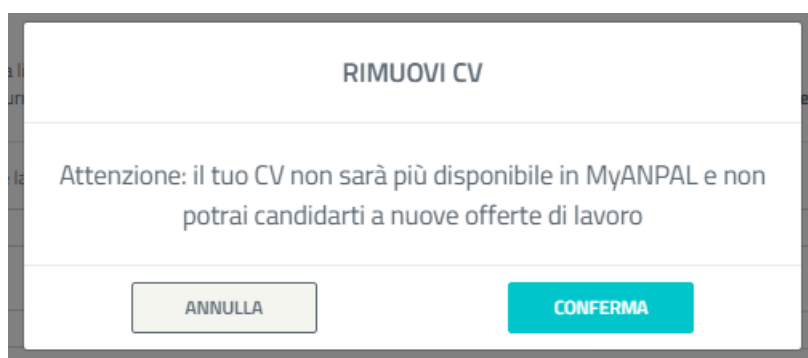 RIMUOVI CV
Attenzione: il tuo CV non sarà più disponibile in MyANPAL e non
potrai candidarti a nuove offerte di lavoro
ANNULLA
CONFERMA